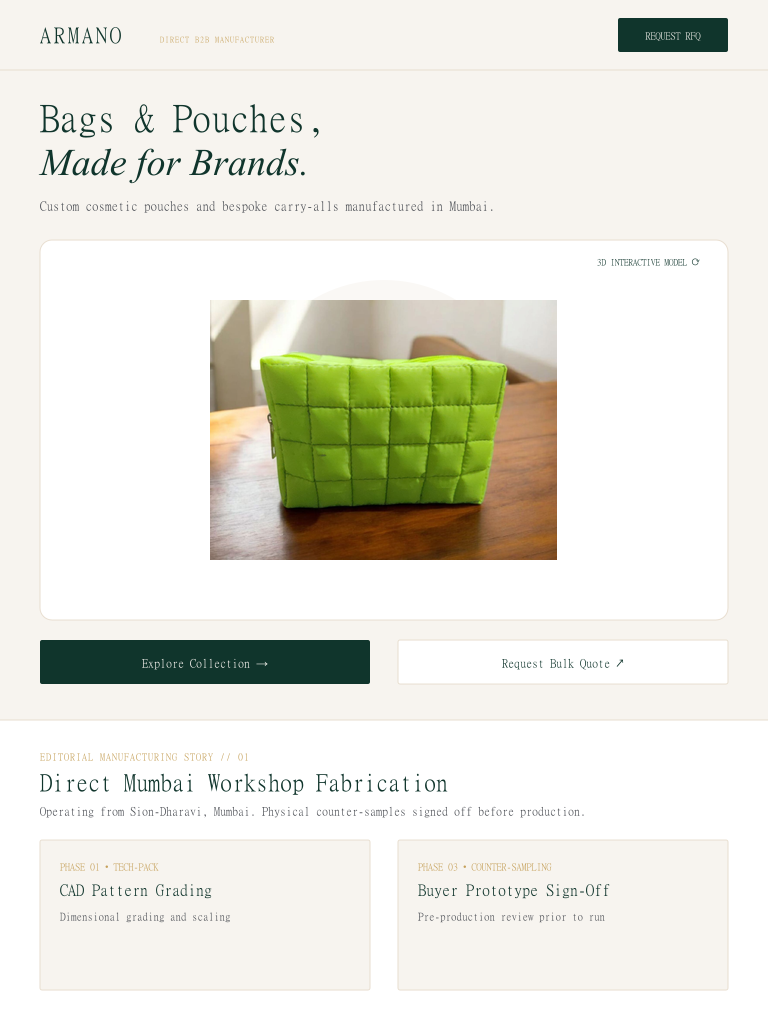 ARMANO
DIRECT B2B MANUFACTURER
REQUEST RFQ
Bags & Pouches,
Made for Brands.
Custom cosmetic pouches and bespoke carry-alls manufactured in Mumbai.
3D INTERACTIVE MODEL ⟳
Explore Collection →
Request Bulk Quote ↗
EDITORIAL MANUFACTURING STORY // 01
Direct Mumbai Workshop Fabrication
Operating from Sion-Dharavi, Mumbai. Physical counter-samples signed off before production.
PHASE 01 • TECH-PACK
CAD Pattern Grading
Dimensional grading and scaling
PHASE 03 • COUNTER-SAMPLING
Buyer Prototype Sign-Off
Pre-production review prior to run